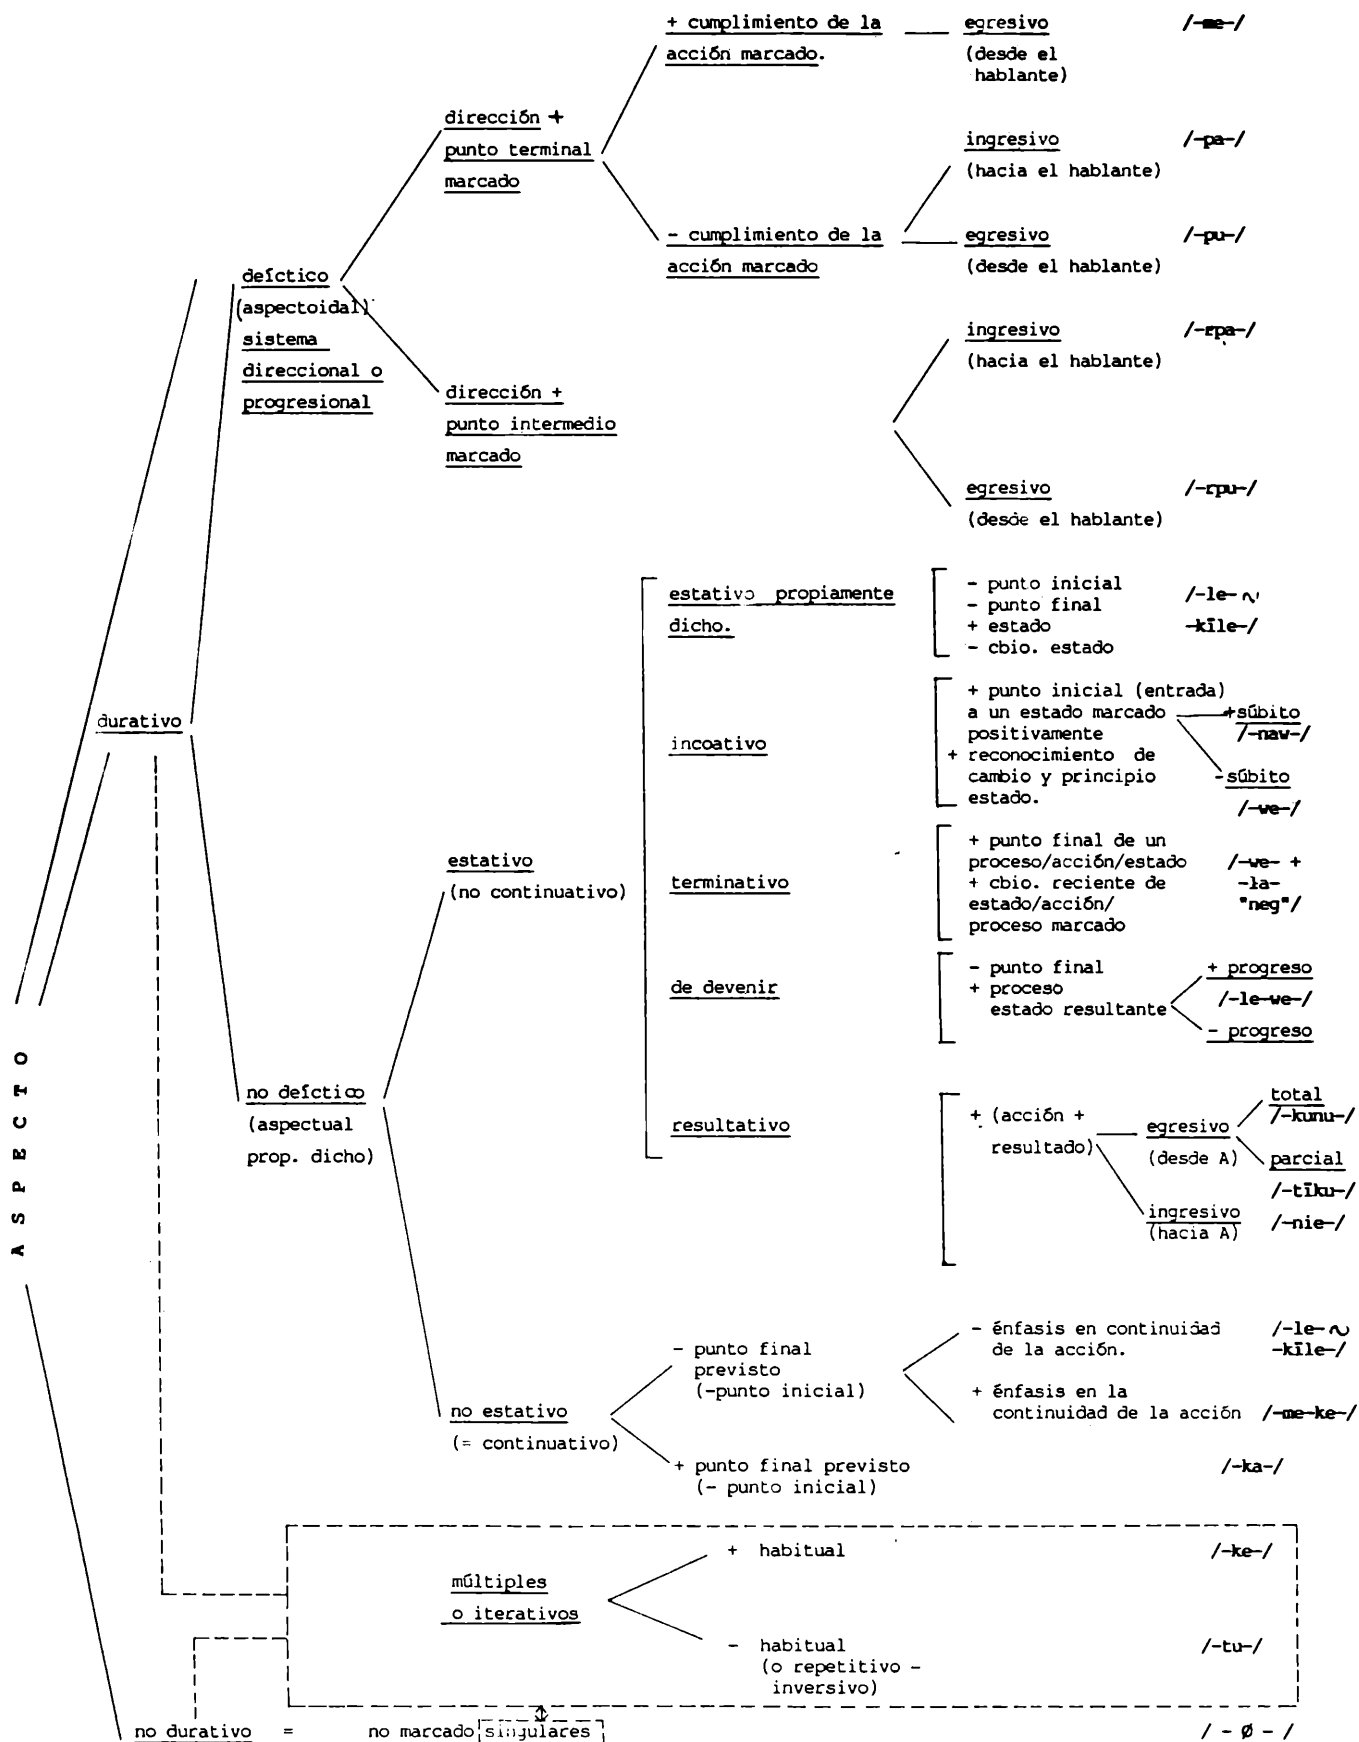 + cumplimiento de la
acción marcado.
egresivo
(desde el
hablante)
/-me-/
dirección +
punto terminal
marcado
ingresivo
(hacia el hablante)
/-pa-/
- cumplimiento de la
acción marcado
egresivo
(desde el hablante)
/-pu-/
deíctico
(aspectoidal)
sistema
direccional o
progresional
ingresivo
(hacia el hablante)
/-rpa-/
dirección +
punto intermedio
marcado
egresivo
(desde el hablante)
/-rpu-/
estativo propiamente
dicho.
- punto inicial
- punto final
+ estado
- cbio. estado
/-le- ~
-kīle-/
durativo
incoativo
+ punto inicial (entrada)
a un estado marcado
positivamente
+ reconocimiento de
cambio y principio
estado.
+súbito
/-naw-/
-súbito
/-we-/
estativo
(no continuativo)
terminativo
+ punto final de un
proceso/acción/estado
+ cbio. reciente de
estado/acción/
proceso marcado
/-we- +
-la-
"neg"/
de devenir
- punto final
+ proceso
estado resultante
+ progreso
/-le-we-/
- progreso
ASPECTO
no deíctico
(aspectual
prop. dicho)
resultativo
+ (acción +
resultado)
egresivo
(desde A)
total
/-kunu-/
parcial
/-tīku-/
ingresivo
(hacia A)
/-nie-/
no estativo
(= continuativo)
- punto final
previsto
(-punto inicial)
- énfasis en continuidad
de la acción.
/-le- ~
-kīle-/
+ énfasis en la
continuidad de la acción
/-me-ke-/
+ punto final previsto
(- punto inicial)
/-ka-/
múltiples
o iterativos
+ habitual
/-ke-/
- habitual
(o repetitivo -
inversivo)
/-tu-/
no durativo = no marcado singulares
/ - ø - /